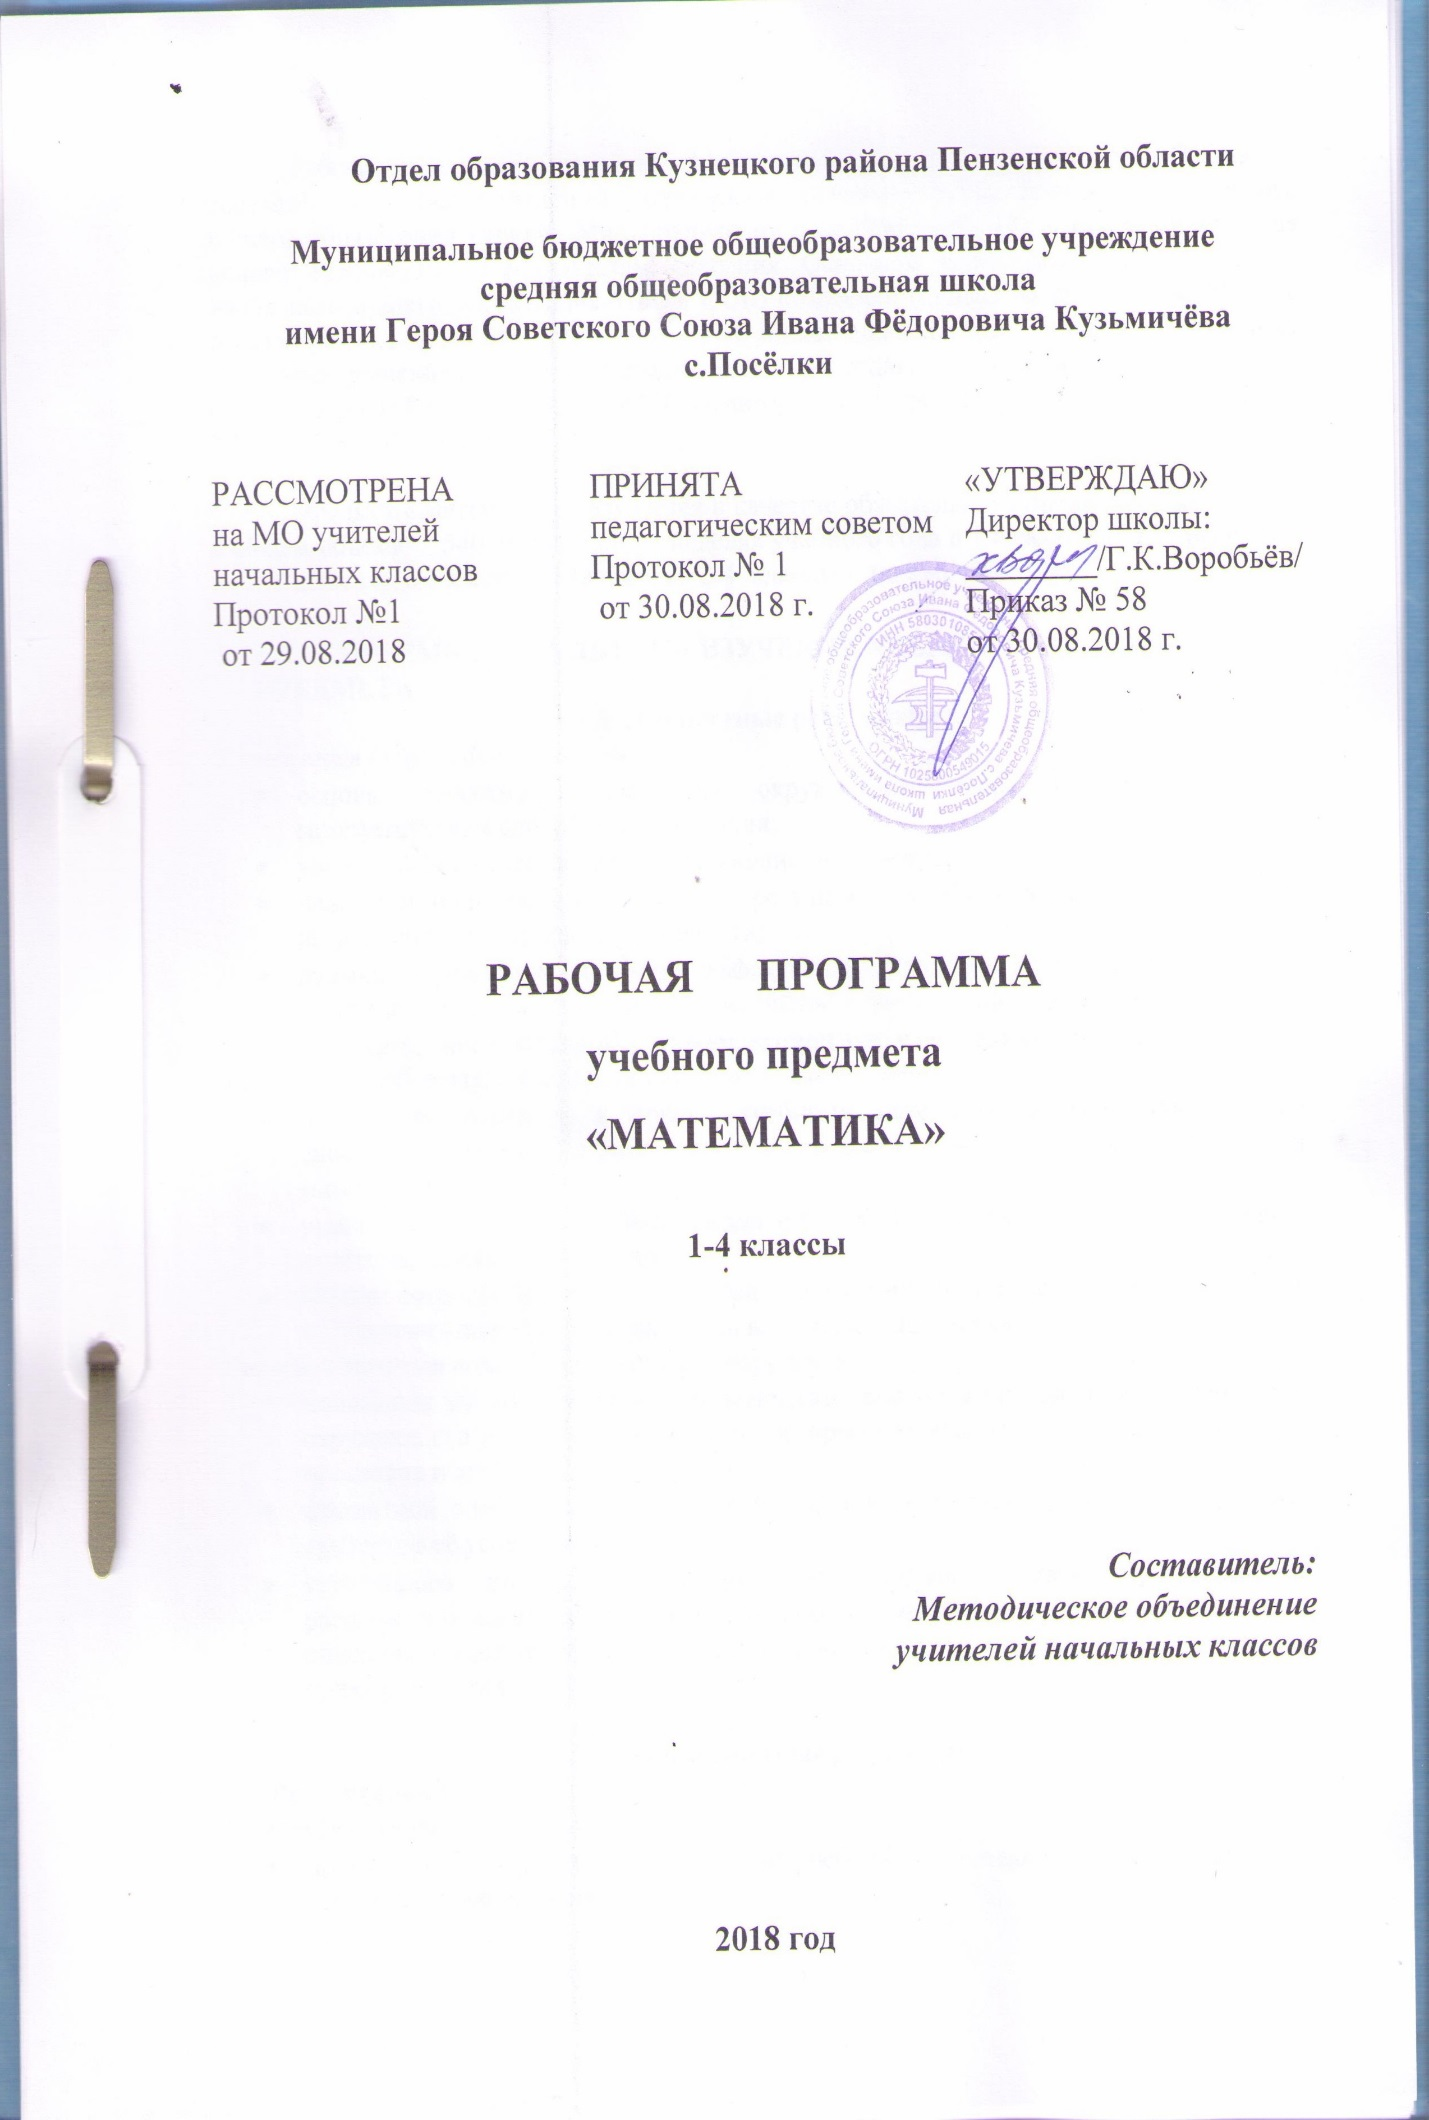 Отдел образования Кузнецкого района Пензенской области
Муниципальное бюджетное общеобразовательное учреждение
средняя общеобразовательная школа
имени Героя Советского Союза Ивана Фёдоровича Кузьмичёва
с.Посёлки
РАССМОТРЕНА
на МО учителей
начальных классов
Протокол №1
от 29.08.2018
ПРИНЯТА
педагогическим советом
Протокол № 1
от 30.08.2018 г.
«УТВЕРЖДАЮ»
Директор школы:
/Г.К.Воробьёв/
Приказ № 58
от 30.08.2018 г.
ОГРН 1025800549015
РАБОЧАЯ ПРОГРАММА
учебного предмета
«МАТЕМАТИКА»
1-4 классы
Составитель:
Методическое объединение
учителей начальных классов
2018 год